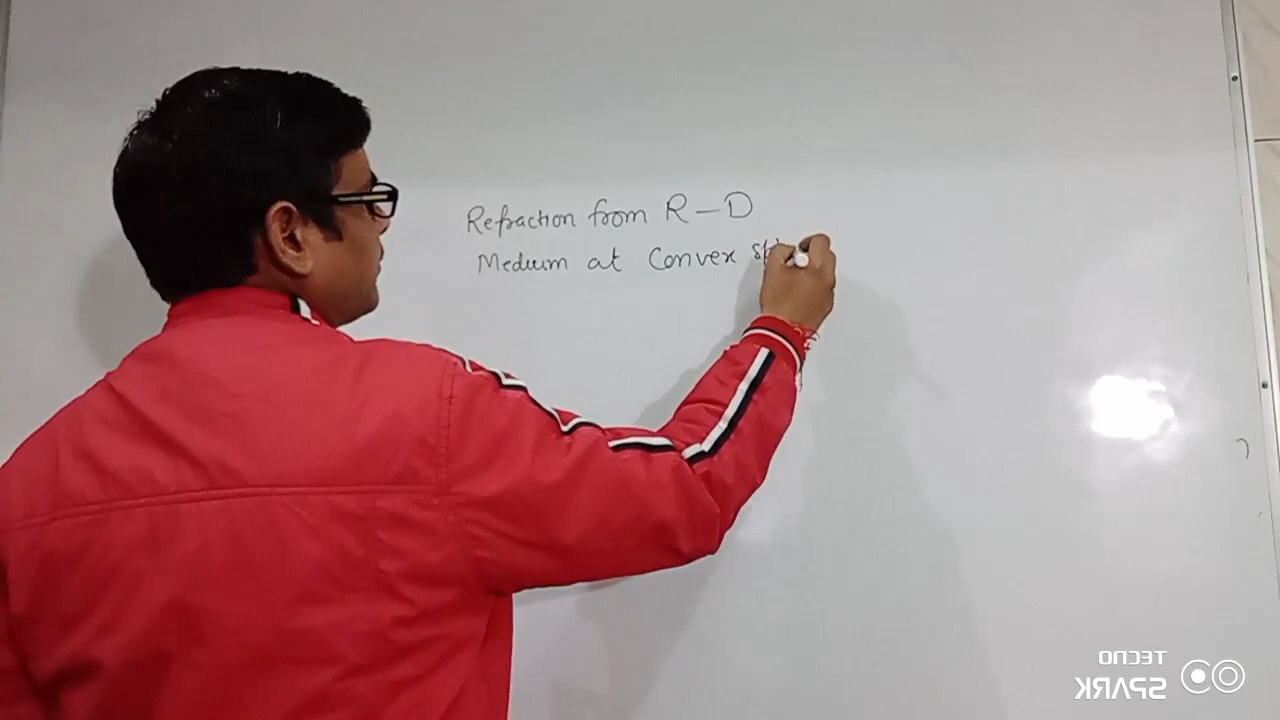 Refraction from R-D
Medium at Convex
TECNO
SPARK